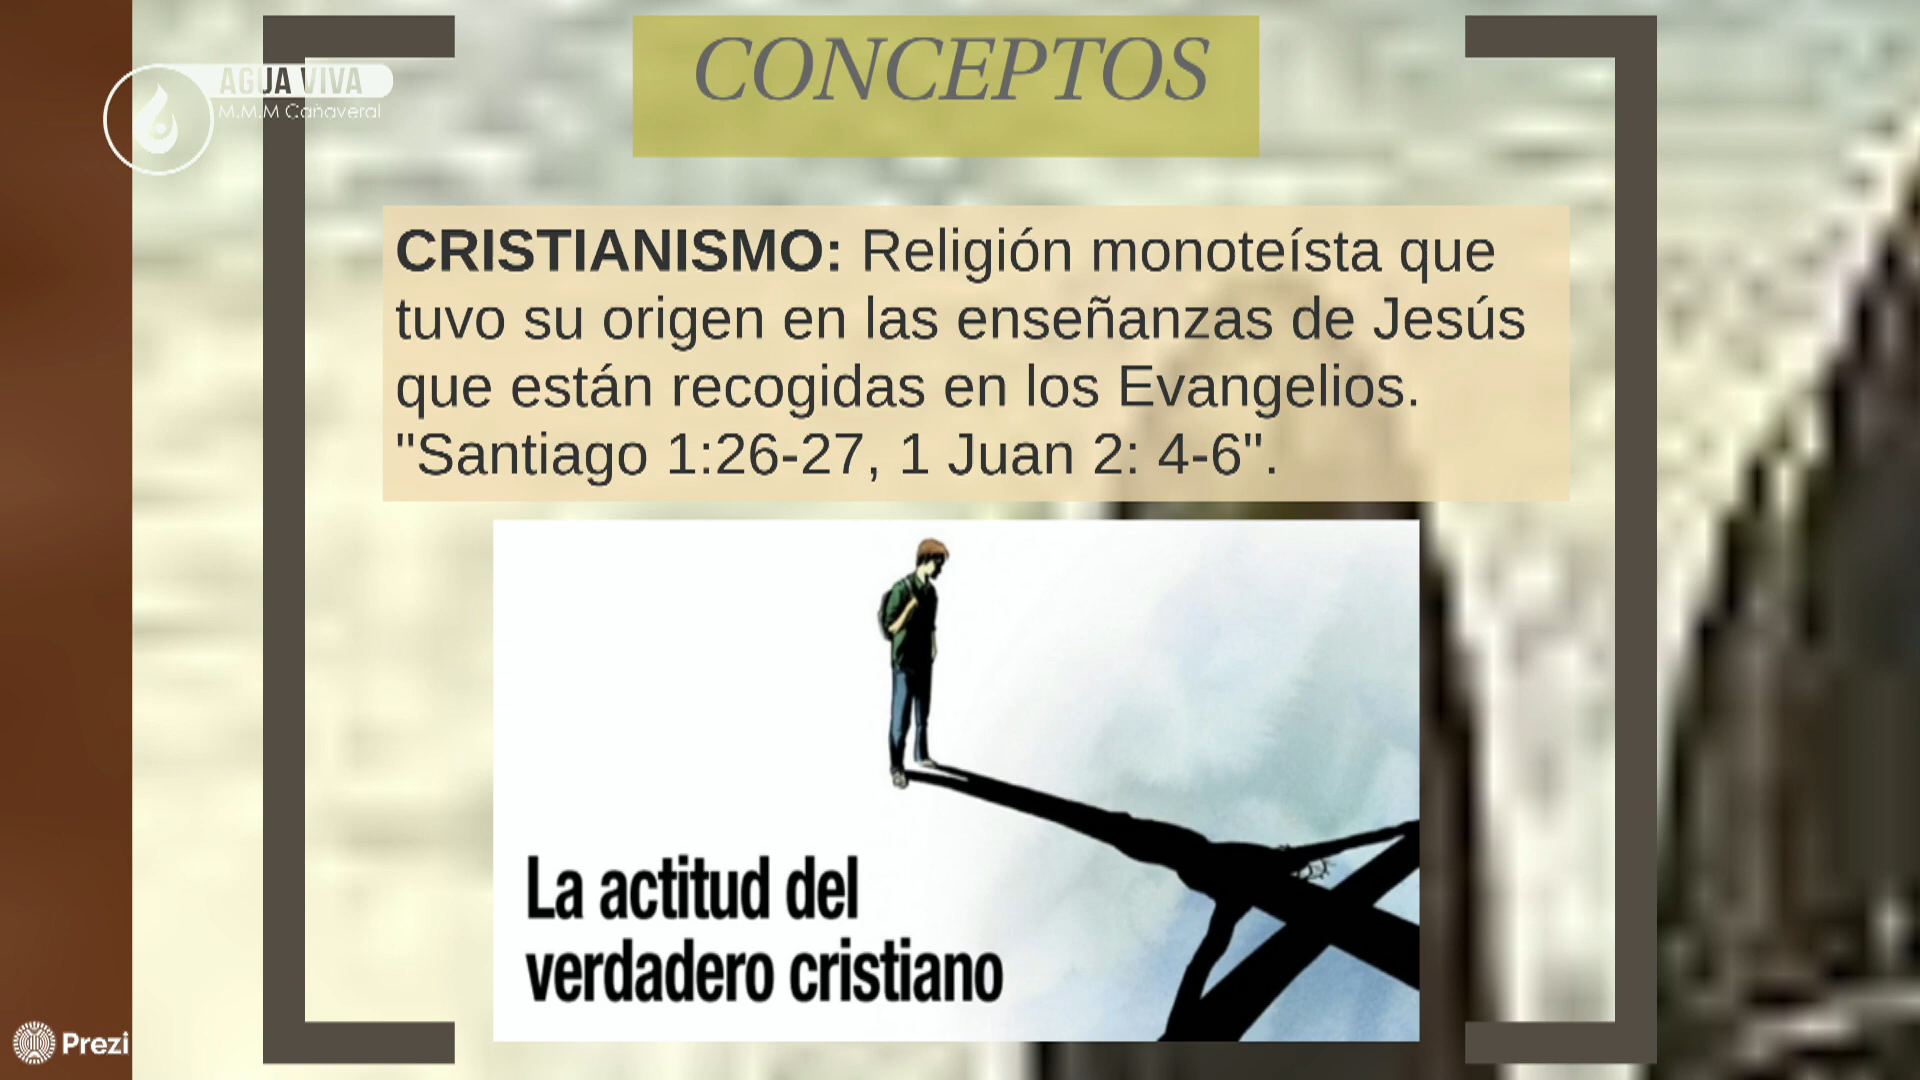 CONCEPTOS
AGUA VIVA
M.M.M Cañaveral
CRISTIANISMO: Religión monoteísta que
tuvo su origen en las enseñanzas de Jesús
que están recogidas en los Evangelios.
"Santiago 1:26-27, 1 Juan 2: 4-6".
La actitud del
verdadero cristiano
Prezi